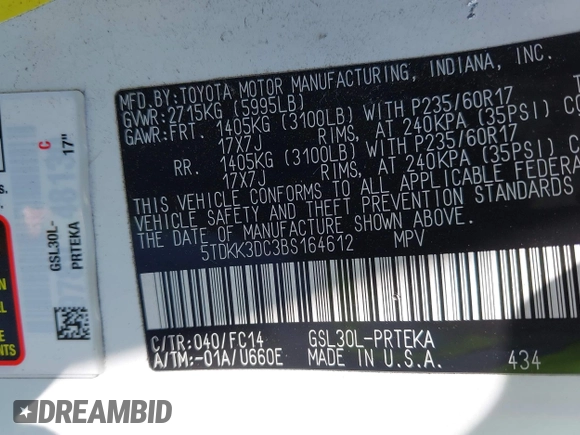 MFD.BY:TOYOTA MOTOR MANUFACTURING, INDIANA, INC.
GVWR:2715KG (5995LB)
GAWR:FRT. 1405KG (3100LB) WITH P235/60R17
17X7J RIMS, AT 240KPA (35PSI) CO
RR. 1405KG (3100LB) WITH P235/60R17
17X7J RIMS, AT 240KPA (35PSI) C
THIS VEHICLE CONFORMS TO ALL APPLICABLE FEDERA
VEHICLE SAFETY AND THEFT PREVENTION STANDARDS
THE DATE OF MANUFACTURE SHOWN ABOVE.
5TDKK3DC3BS164612 MPV
C/TR:040/FC14 GSL30L-PRTEKA
A/TM:-01A/U660E MADE IN U.S.A. 434
GSL30L-
PRTEKA
C
17"
DREAMBID